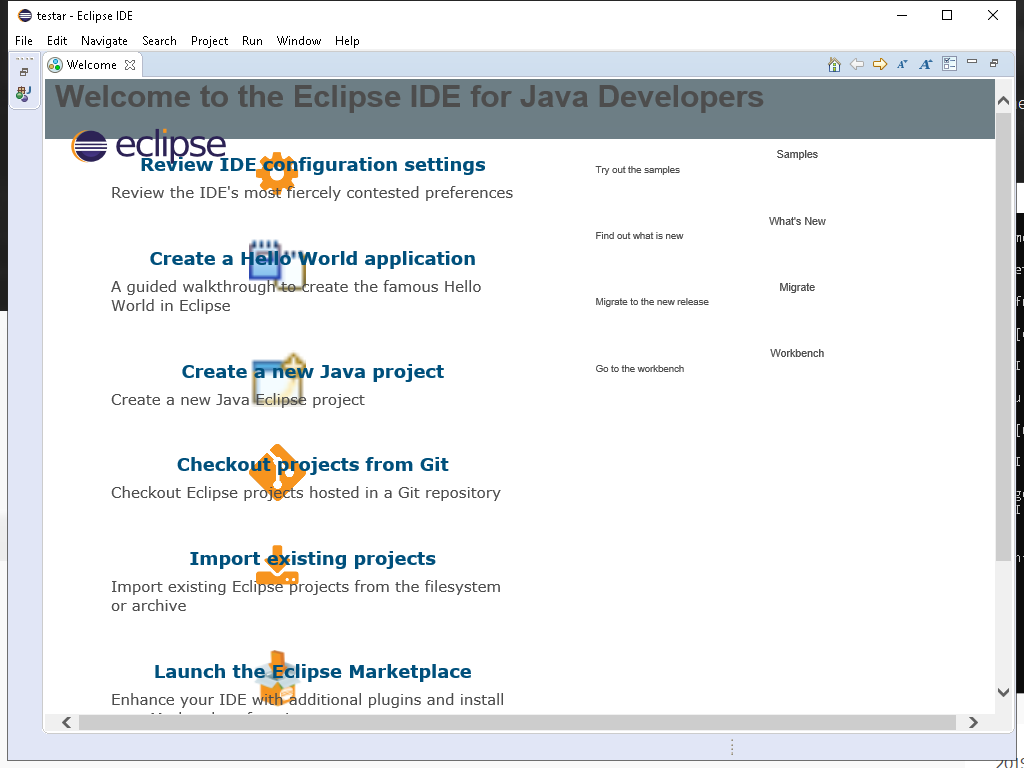 testar - Eclipse IDE
File Edit Navigate Search Project Run Window Help
Welcome
Welcome to the Eclipse IDE for Java Developers
eclipse
Review IDE configuration settings
Review the IDE's most fiercely contested preferences
Create a Hello World application
A guided walkthrough to create the famous Hello
World in Eclipse
Create a new Java project
Create a new Java Eclipse project
Checkout projects from Git
Checkout Eclipse projects hosted in a Git repository
Import existing projects
Import existing Eclipse projects from the filesystem
or archive
Launch the Eclipse Marketplace
Enhance your IDE with additional plugins and install
Samples
Try out the samples
What's New
Find out what is new
Migrate
Migrate to the new release
Workbench
Go to the workbench